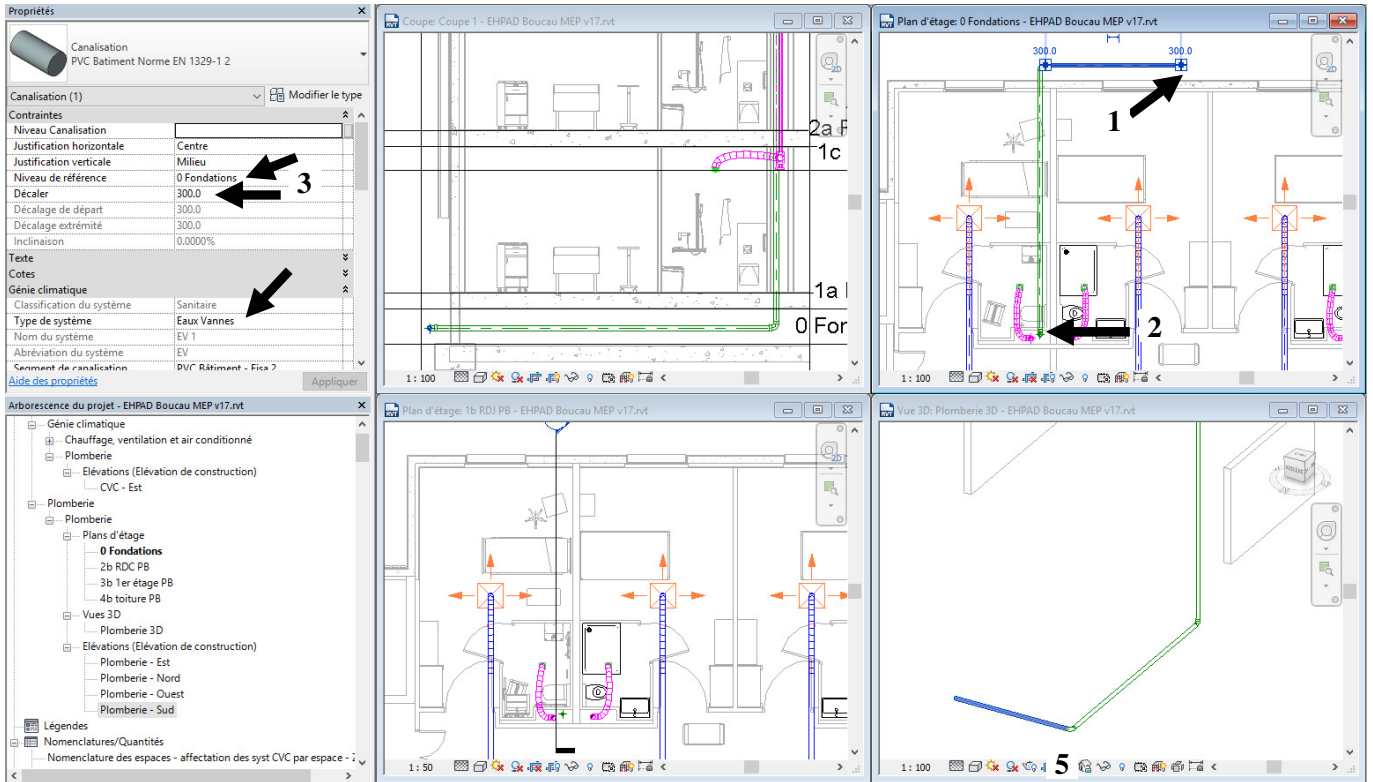 Propriétés
Canalisation
PVC Batiment Norme EN 1329-1 2
Canalisation (1)
Modifier le type
Contraintes
Niveau Canalisation
Justification horizontale Centre
Justification verticale Milieu
Niveau de référence 0 Fondations
Décaler 300.0
3
Décalage de départ 300.0
Décalage extrémité 300.0
Inclinaison 0.0000%
Texte
Cotes
Génie climatique
Classification du système Sanitaire
Type de système Eaux Vannes
Nom du système EV 1
Abréviation du système EV
Segment de canalisation PVC Bâtiment - Fisa 2
Aide des propriétés
Appliquer
Arborescence du projet - EHPAD Boucau MEP v17.rvt
Génie climatique
Chauffage, ventilation et air conditionné
Plomberie
Elévations (Elévation de construction)
CVC - Est
Plomberie
Plomberie
Plans d'étage
0 Fondations
2b RDC PB
3b 1er étage PB
4b toiture PB
Vues 3D
Plomberie 3D
Elévations (Elévation de construction)
Plomberie - Est
Plomberie - Nord
Plomberie - Ouest
Plomberie - Sud
Légendes
Nomenclatures/Quantités
Nomenclature des espaces - affectation des syst CVC par espace -
Coupe: Coupe 1 - EHPAD Boucau MEP v17.rvt
2D
2a
1c
1a
0 For
1 : 100
Plan d'étage: 0 Fondations - EHPAD Boucau MEP v17.rvt
300.0
300.0
2D
1
2
1 : 100
Plan d'étage: 1b RDJ PB - EHPAD Boucau MEP v17.rvt
2D
1 : 50
Vue 3D: Plomberie 3D - EHPAD Boucau MEP v17.rvt
1 : 100
5